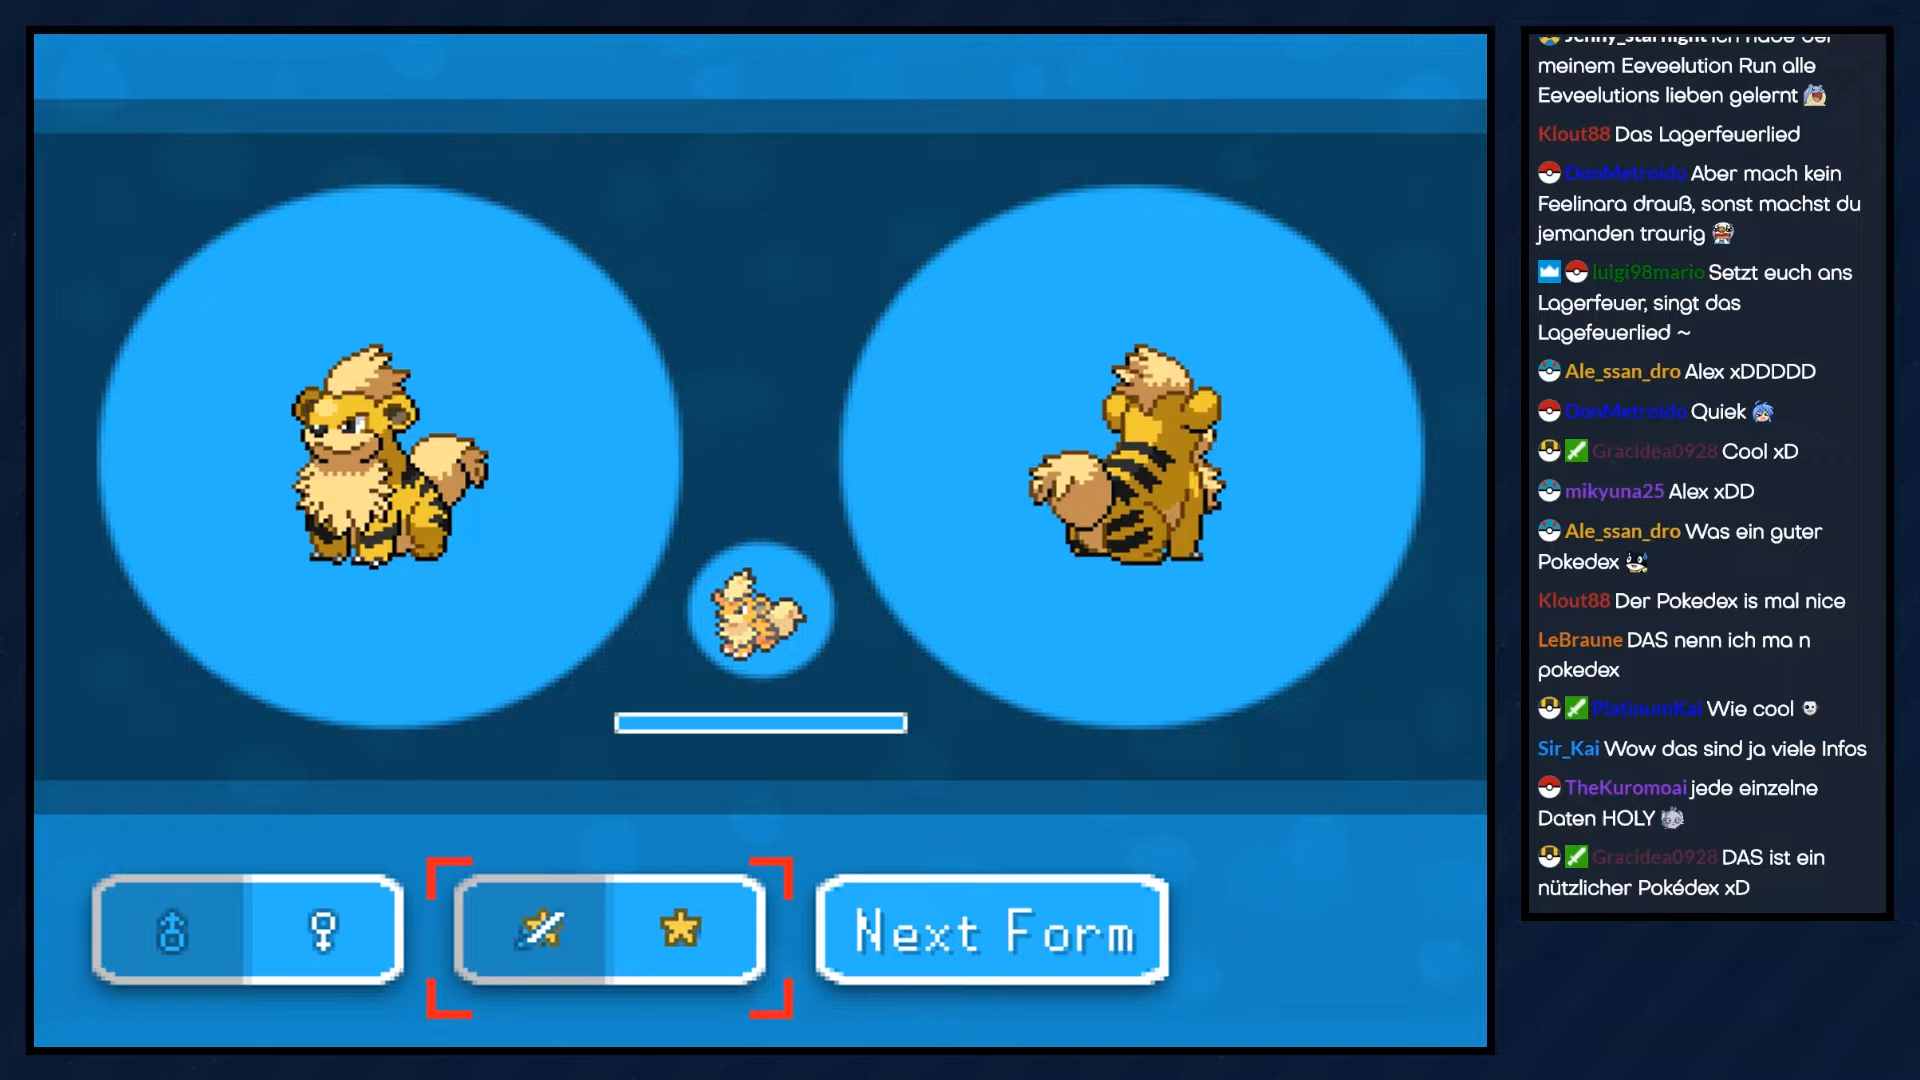 Jenny_starnight ich habe bei
meinem Eeveelution Run alle
Eeveelutions lieben gelernt
Klout88 Das Lagerfeuerlied
DonMetroido Aber mach kein
Feelinara drauß, sonst machst du
jemanden traurig
luigi98mario Setzt euch ans
Lagerfeuer, singt das
Lagefeuerlied ~
Ale_ssan_dro Alex xDDDDD
DonMetroido Quiek
Gracidea0928 Cool xD
mikyuna25 Alex xDD
Ale_ssan_dro Was ein guter
Pokedex
Klout88 Der Pokedex is mal nice
LeBraune DAS nenn ich ma n
pokedex
PlatinumKai Wie cool
Sir_Kai Wow das sind ja viele Infos
TheKuromoai jede einzelne
Daten HOLY
Gracidea0928 DAS ist ein
nützlicher Pokédex xD
Next Form